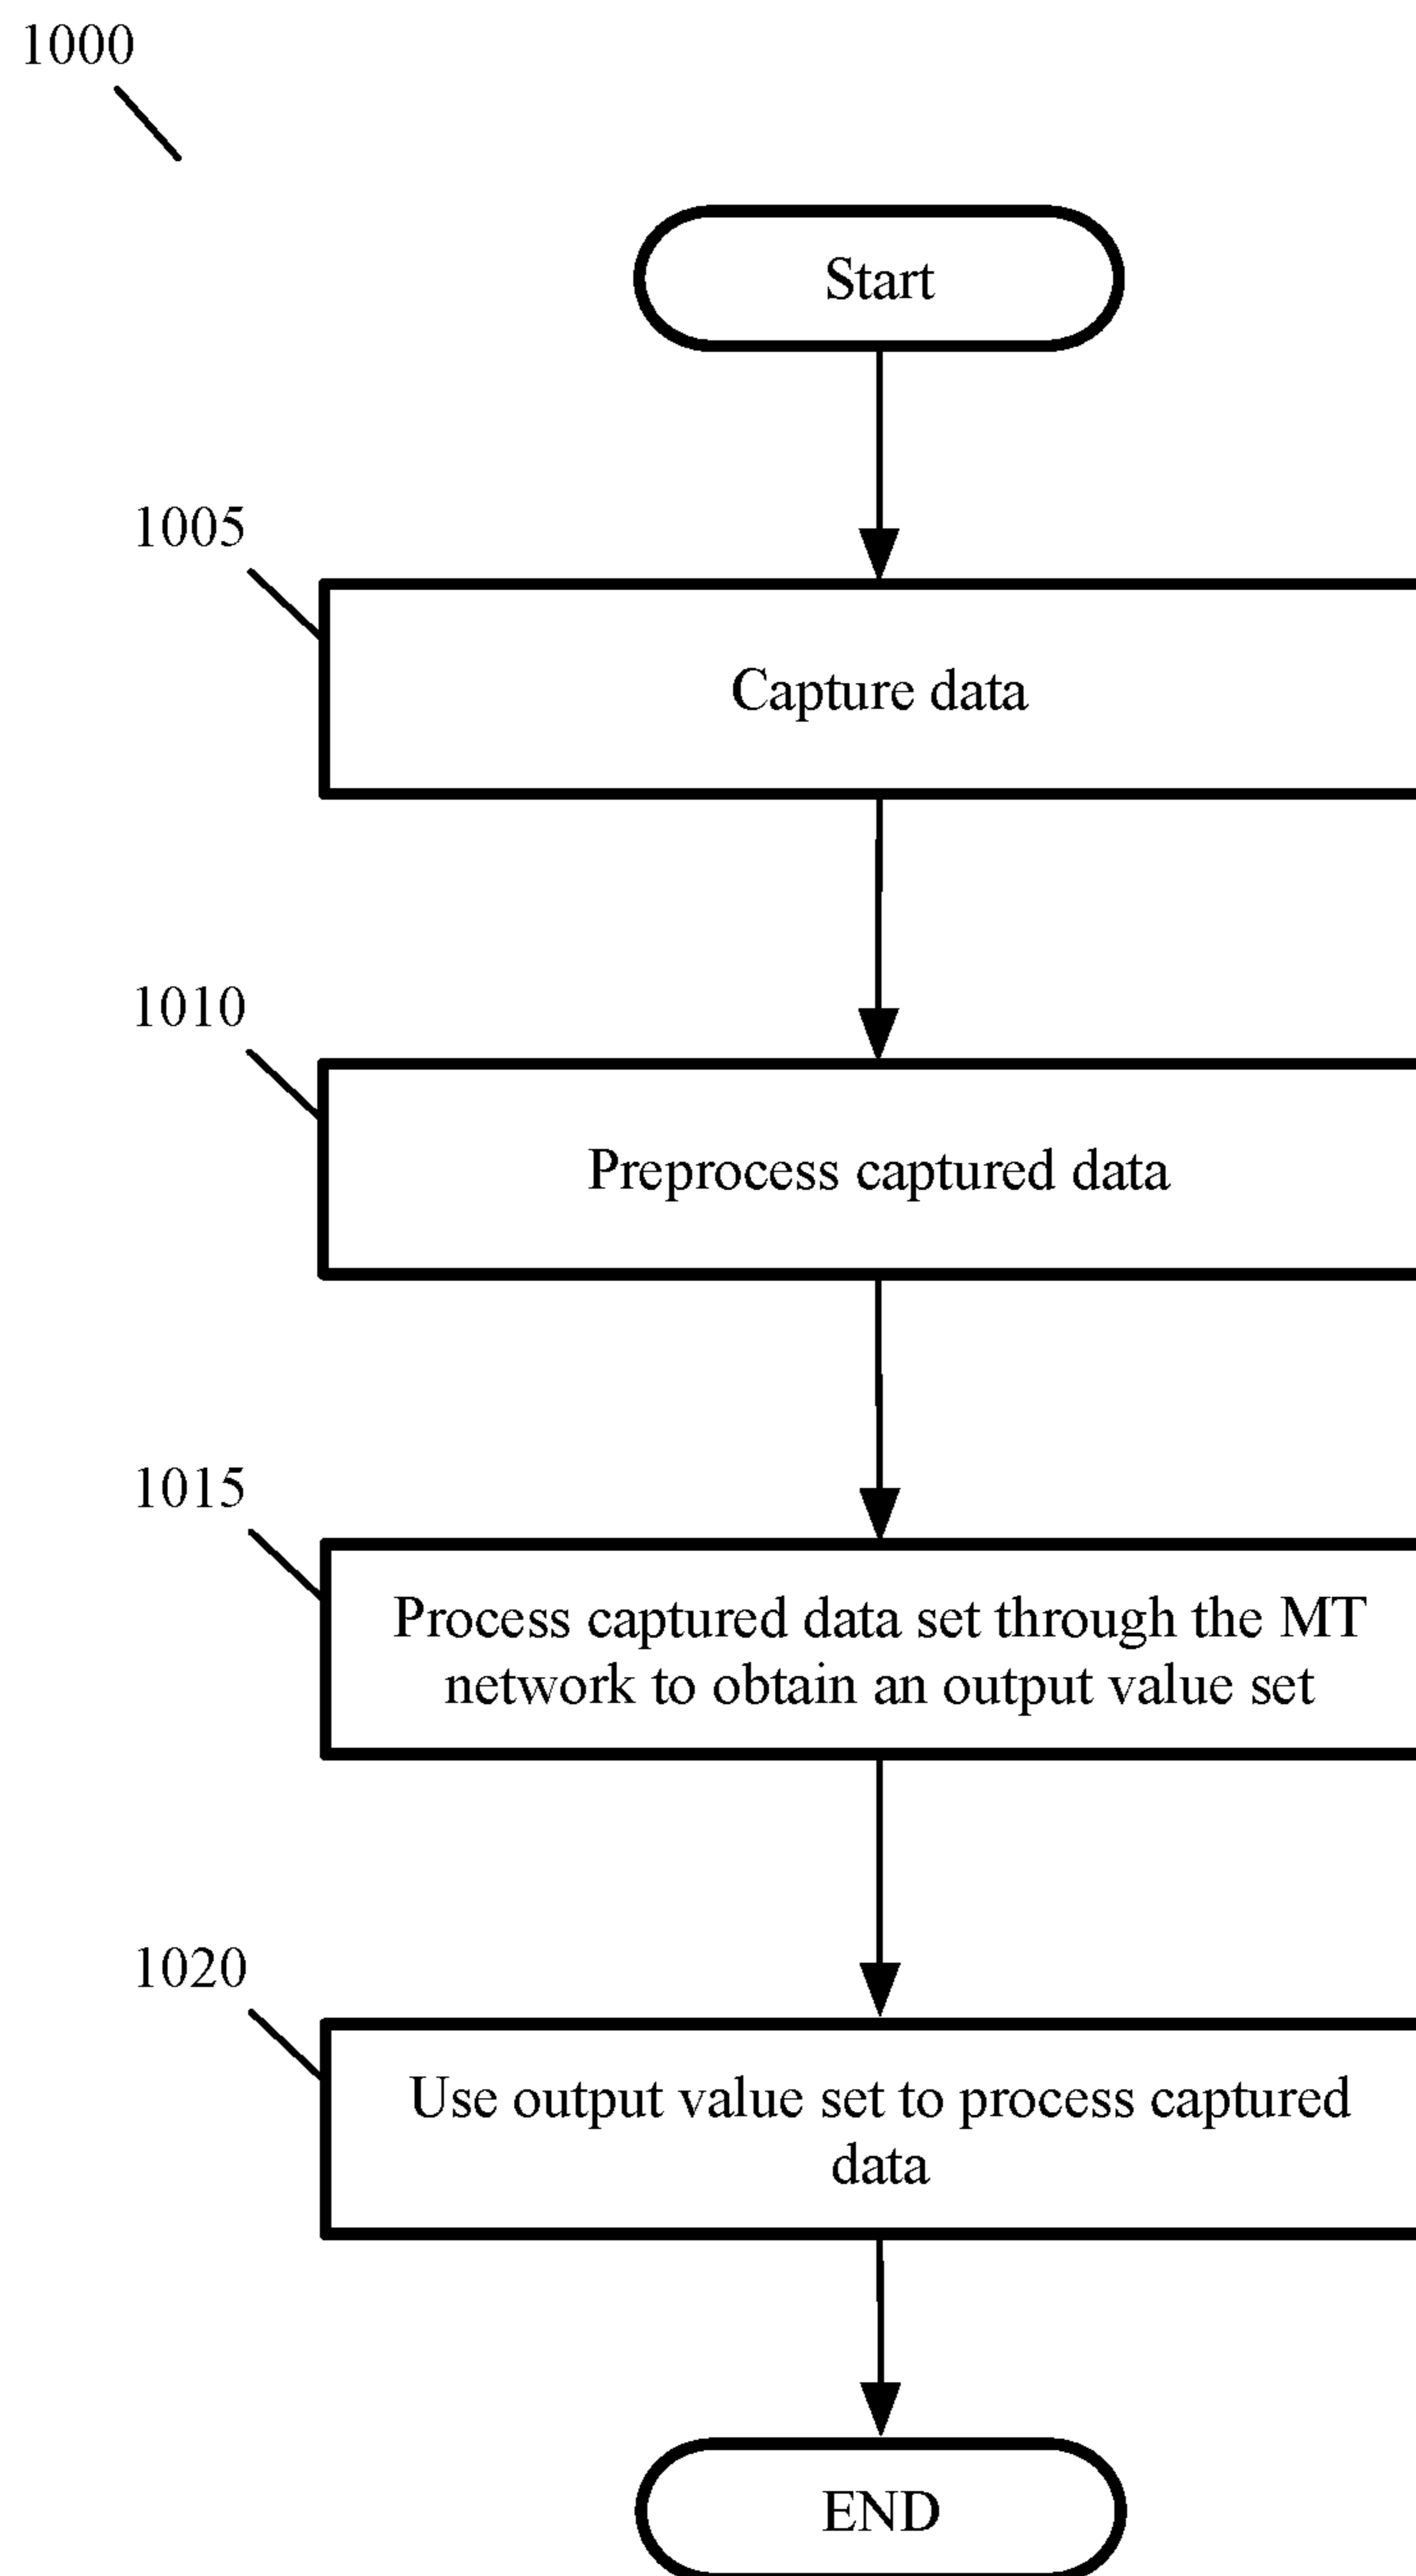 1000
Start
1005
Capture data
1010
Preprocess captured data
1015
Process captured data set through the MT
network to obtain an output value set
1020
Use output value set to process captured
data
END